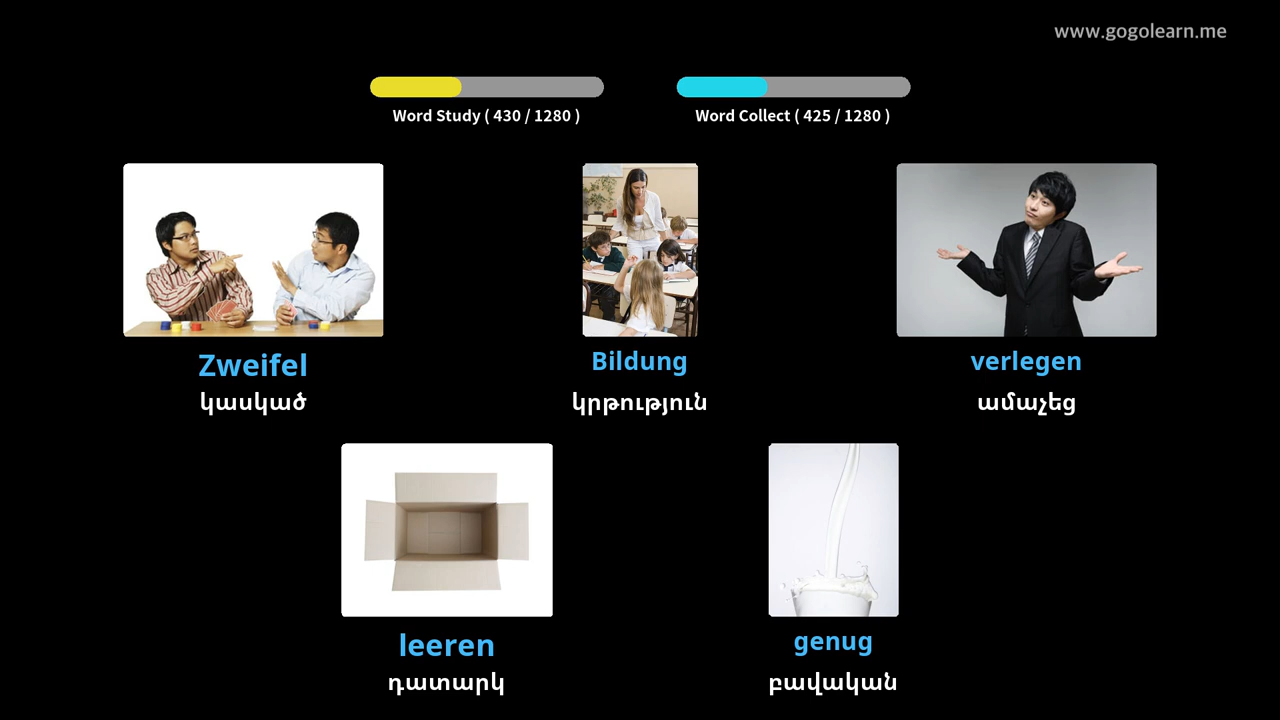 www.gogolearn.me
Word Study ( 430 / 1280 )
Word Collect ( 425 / 1280 )
Zweifel
կասկած
Bildung
կրթություն
verlegen
ամաչեց
leeren
դատարկ
genug
բավական